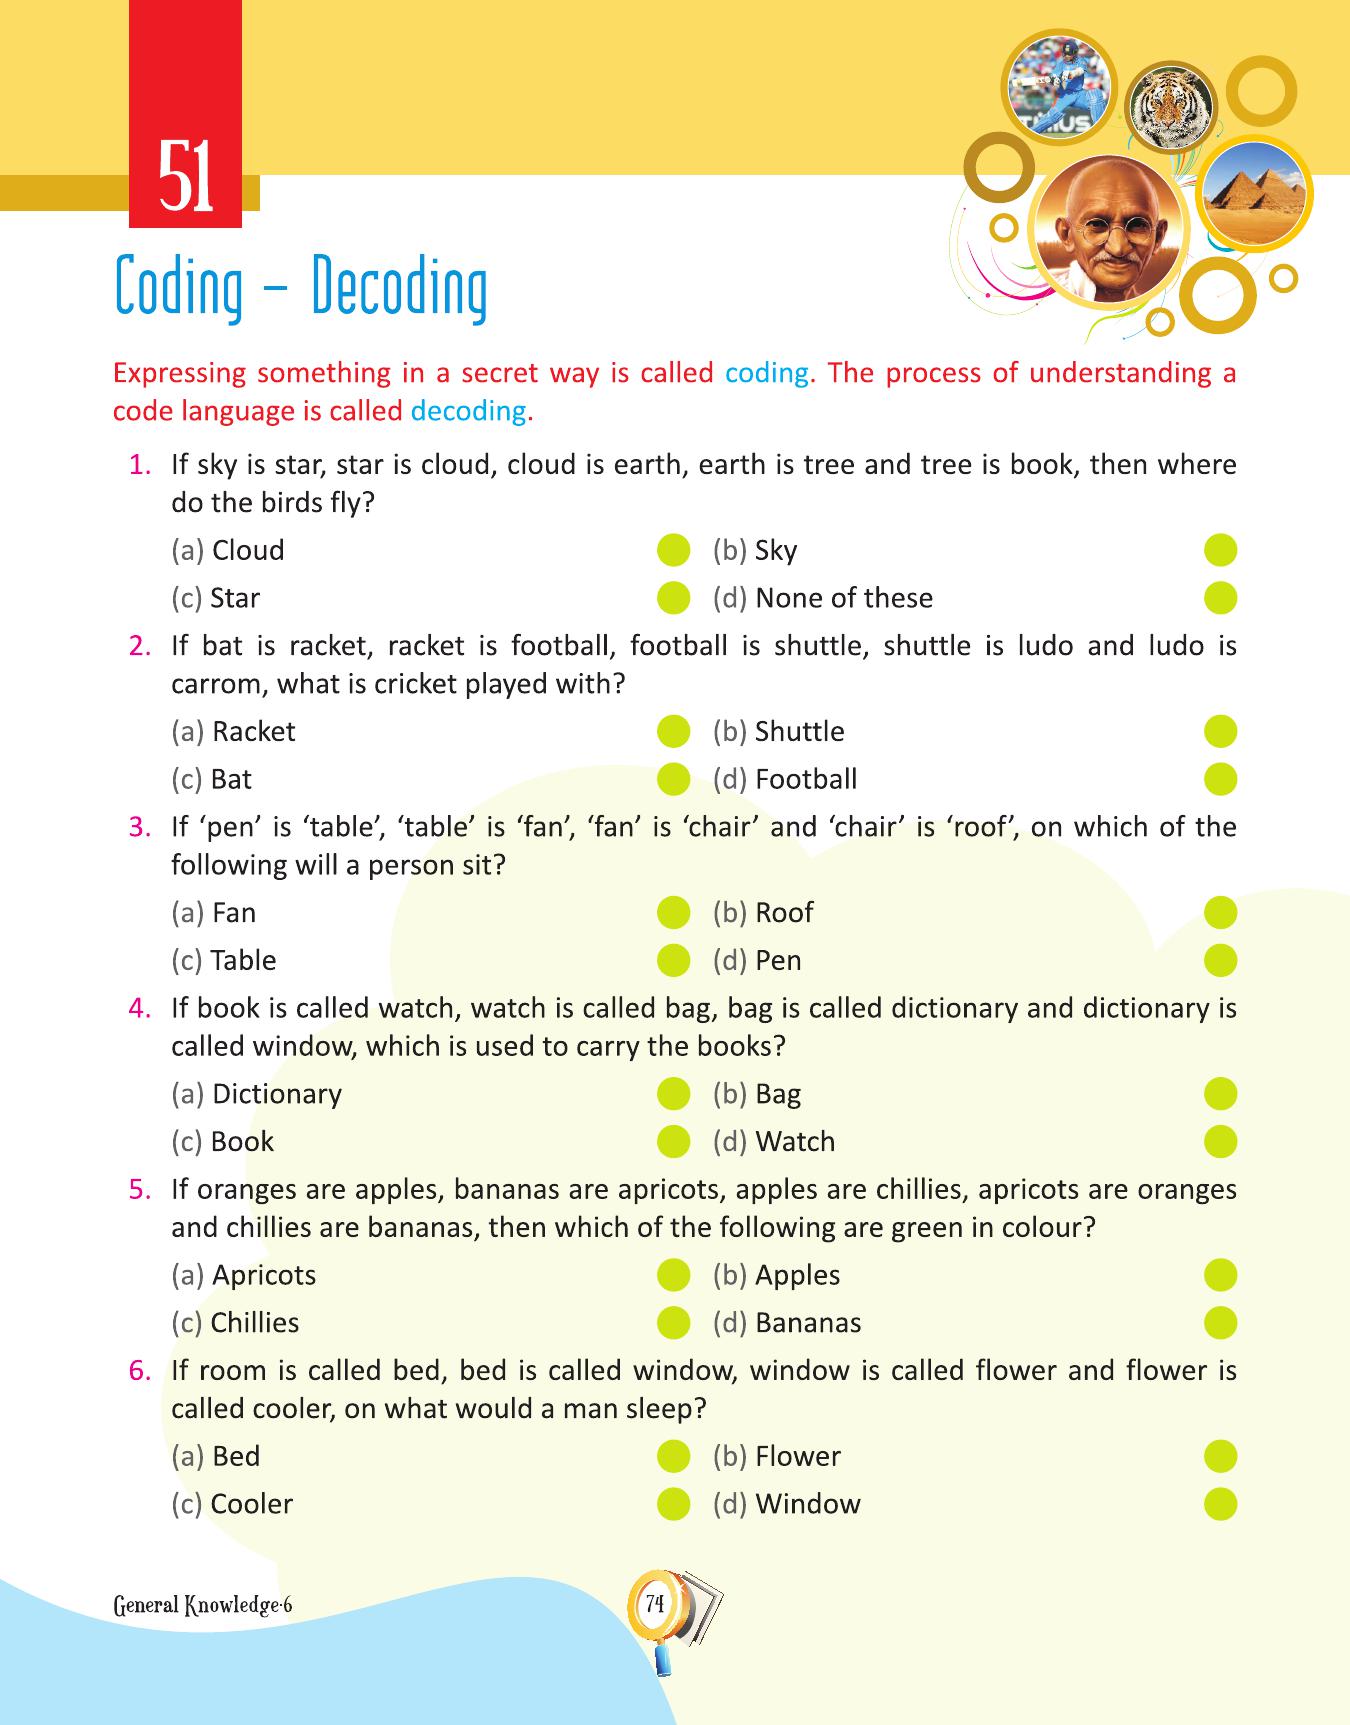 51
Coding – Decoding
Expressing something in a secret way is called coding. The process of understanding a
code language is called decoding.
1. If sky is star, star is cloud, cloud is earth, earth is tree and tree is book, then where
do the birds fly?
(a) Cloud (b) Sky
(c) Star (d) None of these
2. If bat is racket, racket is football, football is shuttle, shuttle is ludo and ludo is
carrom, what is cricket played with?
(a) Racket (b) Shuttle
(c) Bat (d) Football
3. If ‘pen’ is ‘table’, ‘table’ is ‘fan’, ‘fan’ is ‘chair’ and ‘chair’ is ‘roof’, on which of the
following will a person sit?
(a) Fan (b) Roof
(c) Table (d) Pen
4. If book is called watch, watch is called bag, bag is called dictionary and dictionary is
called window, which is used to carry the books?
(a) Dictionary (b) Bag
(c) Book (d) Watch
5. If oranges are apples, bananas are apricots, apples are chillies, apricots are oranges
and chillies are bananas, then which of the following are green in colour?
(a) Apricots (b) Apples
(c) Chillies (d) Bananas
6. If room is called bed, bed is called window, window is called flower and flower is
called cooler, on what would a man sleep?
(a) Bed (b) Flower
(c) Cooler (d) Window
General Knowledge-6
74